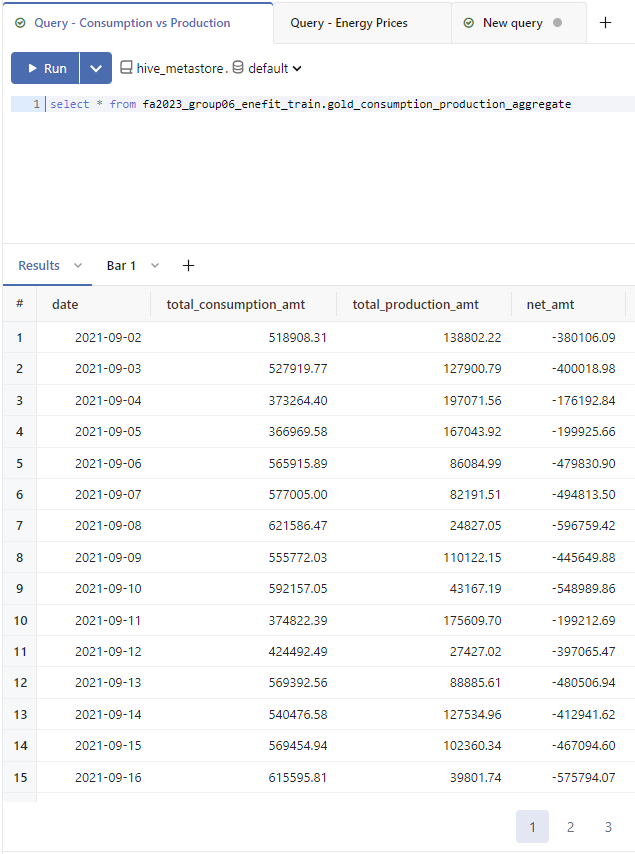 Query - Consumption vs Production Query - Energy Prices New query +
Run hive_metastore. default
1 select * from fa2023_group06_enefit_train.gold_consumption_production_aggregate
Results Bar 1 +
# date total_consumption_amt total_production_amt net_amt
1 2021-09-02 518908.31 138802.22 -380106.09
2 2021-09-03 527919.77 127900.79 -400018.98
3 2021-09-04 373264.40 197071.56 -176192.84
4 2021-09-05 366969.58 167043.92 -199925.66
5 2021-09-06 565915.89 86084.99 -479830.90
6 2021-09-07 577005.00 82191.51 -494813.50
7 2021-09-08 621586.47 24827.05 -596759.42
8 2021-09-09 555772.03 110122.15 -445649.88
9 2021-09-10 592157.05 43167.19 -548989.86
10 2021-09-11 374822.39 175609.70 -199212.69
11 2021-09-12 424492.49 27427.02 -397065.47
12 2021-09-13 569392.56 88885.61 -480506.94
13 2021-09-14 540476.58 127534.96 -412941.62
14 2021-09-15 569454.94 102360.34 -467094.60
15 2021-09-16 615595.81 39801.74 -575794.07
1 2 3